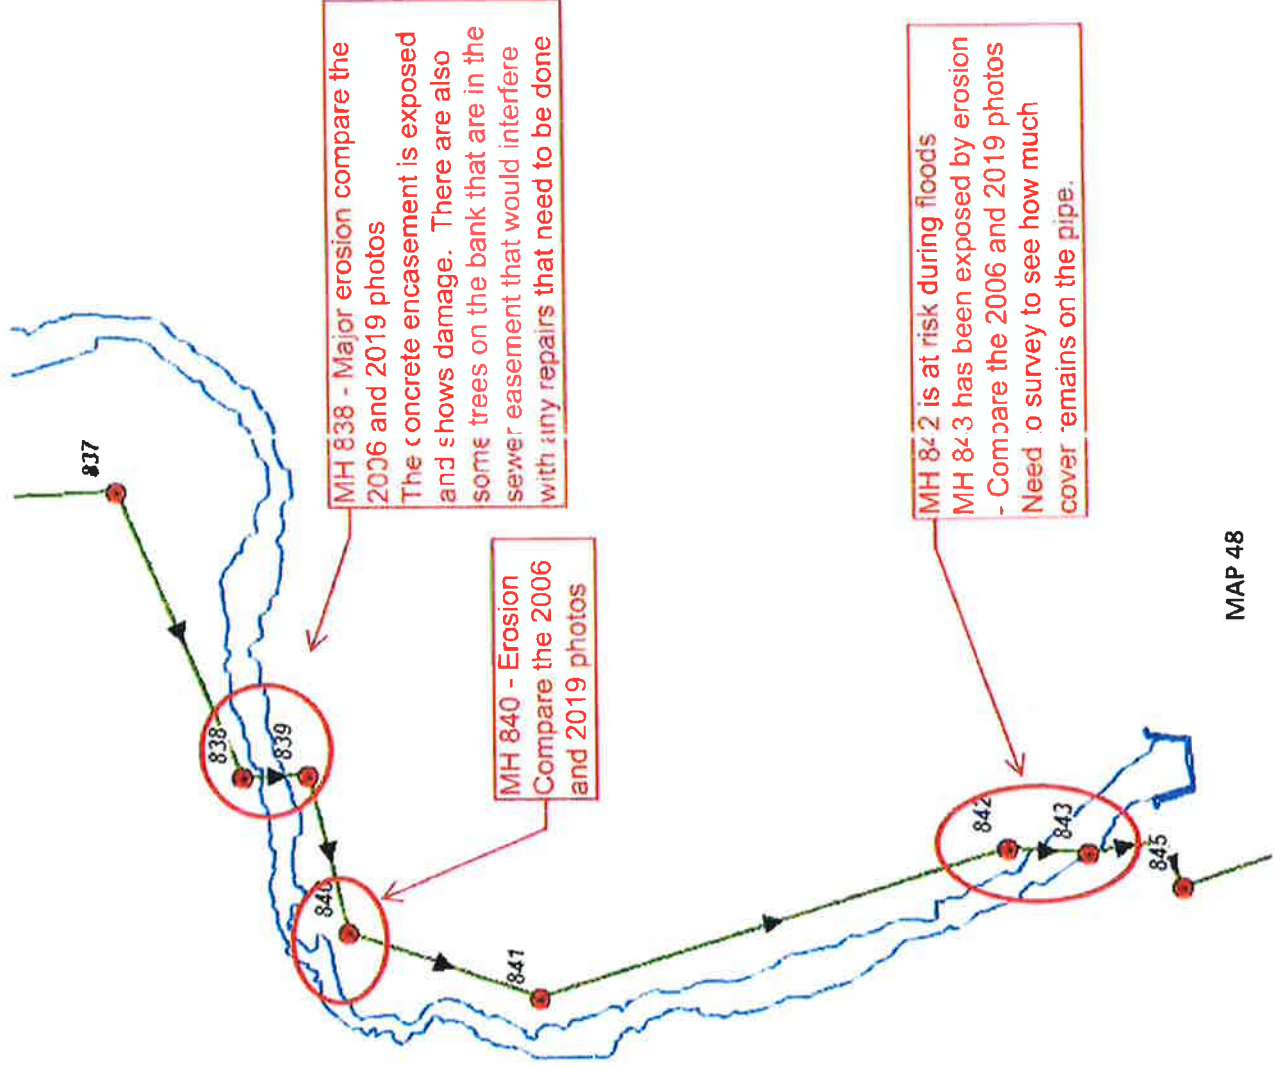 837
838
839
840
841
842
843
845
MH 838 - Major erosion compare the
2006 and 2019 photos
The concrete encasement is exposed
and shows damage. There are also
some trees on the bank that are in the
sewer easement that would interfere
with any repairs that need to be done
MH 840 - Erosion
Compare the 2006
and 2019 photos
MH 842 is at risk during floods
MH 843 has been exposed by erosion
- Compare the 2006 and 2019 photos
Need to survey to see how much
cover remains on the pipe.
MAP 48